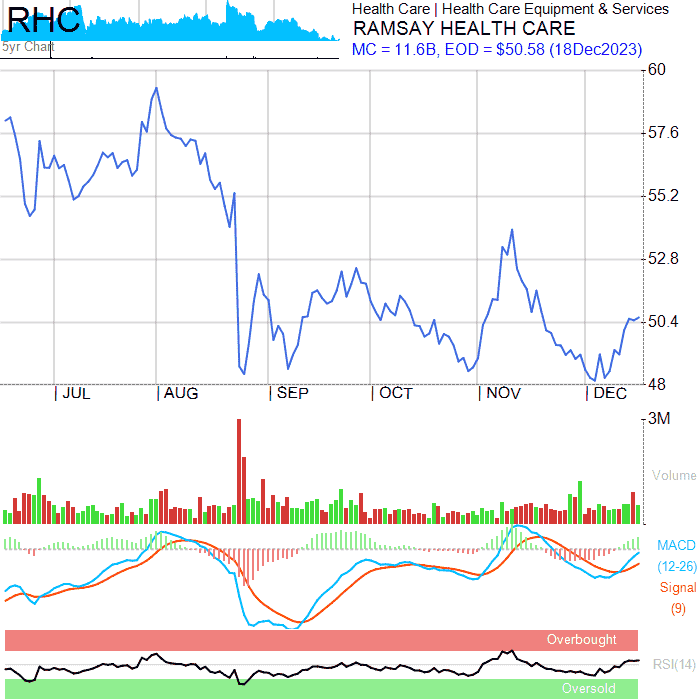 RHC
5yr Chart
Health Care | Health Care Equipment & Services
RAMSAY HEALTH CARE
MC = 11.6B, EOD = $50.58 (18Dec2023)
60
57.6
55.2
52.8
50.4
48
| JUL | AUG | SEP | OCT | NOV | DEC
3M
Volume
MACD
(12-26)
Signal
(9)
Overbought
RSI(14)
Oversold